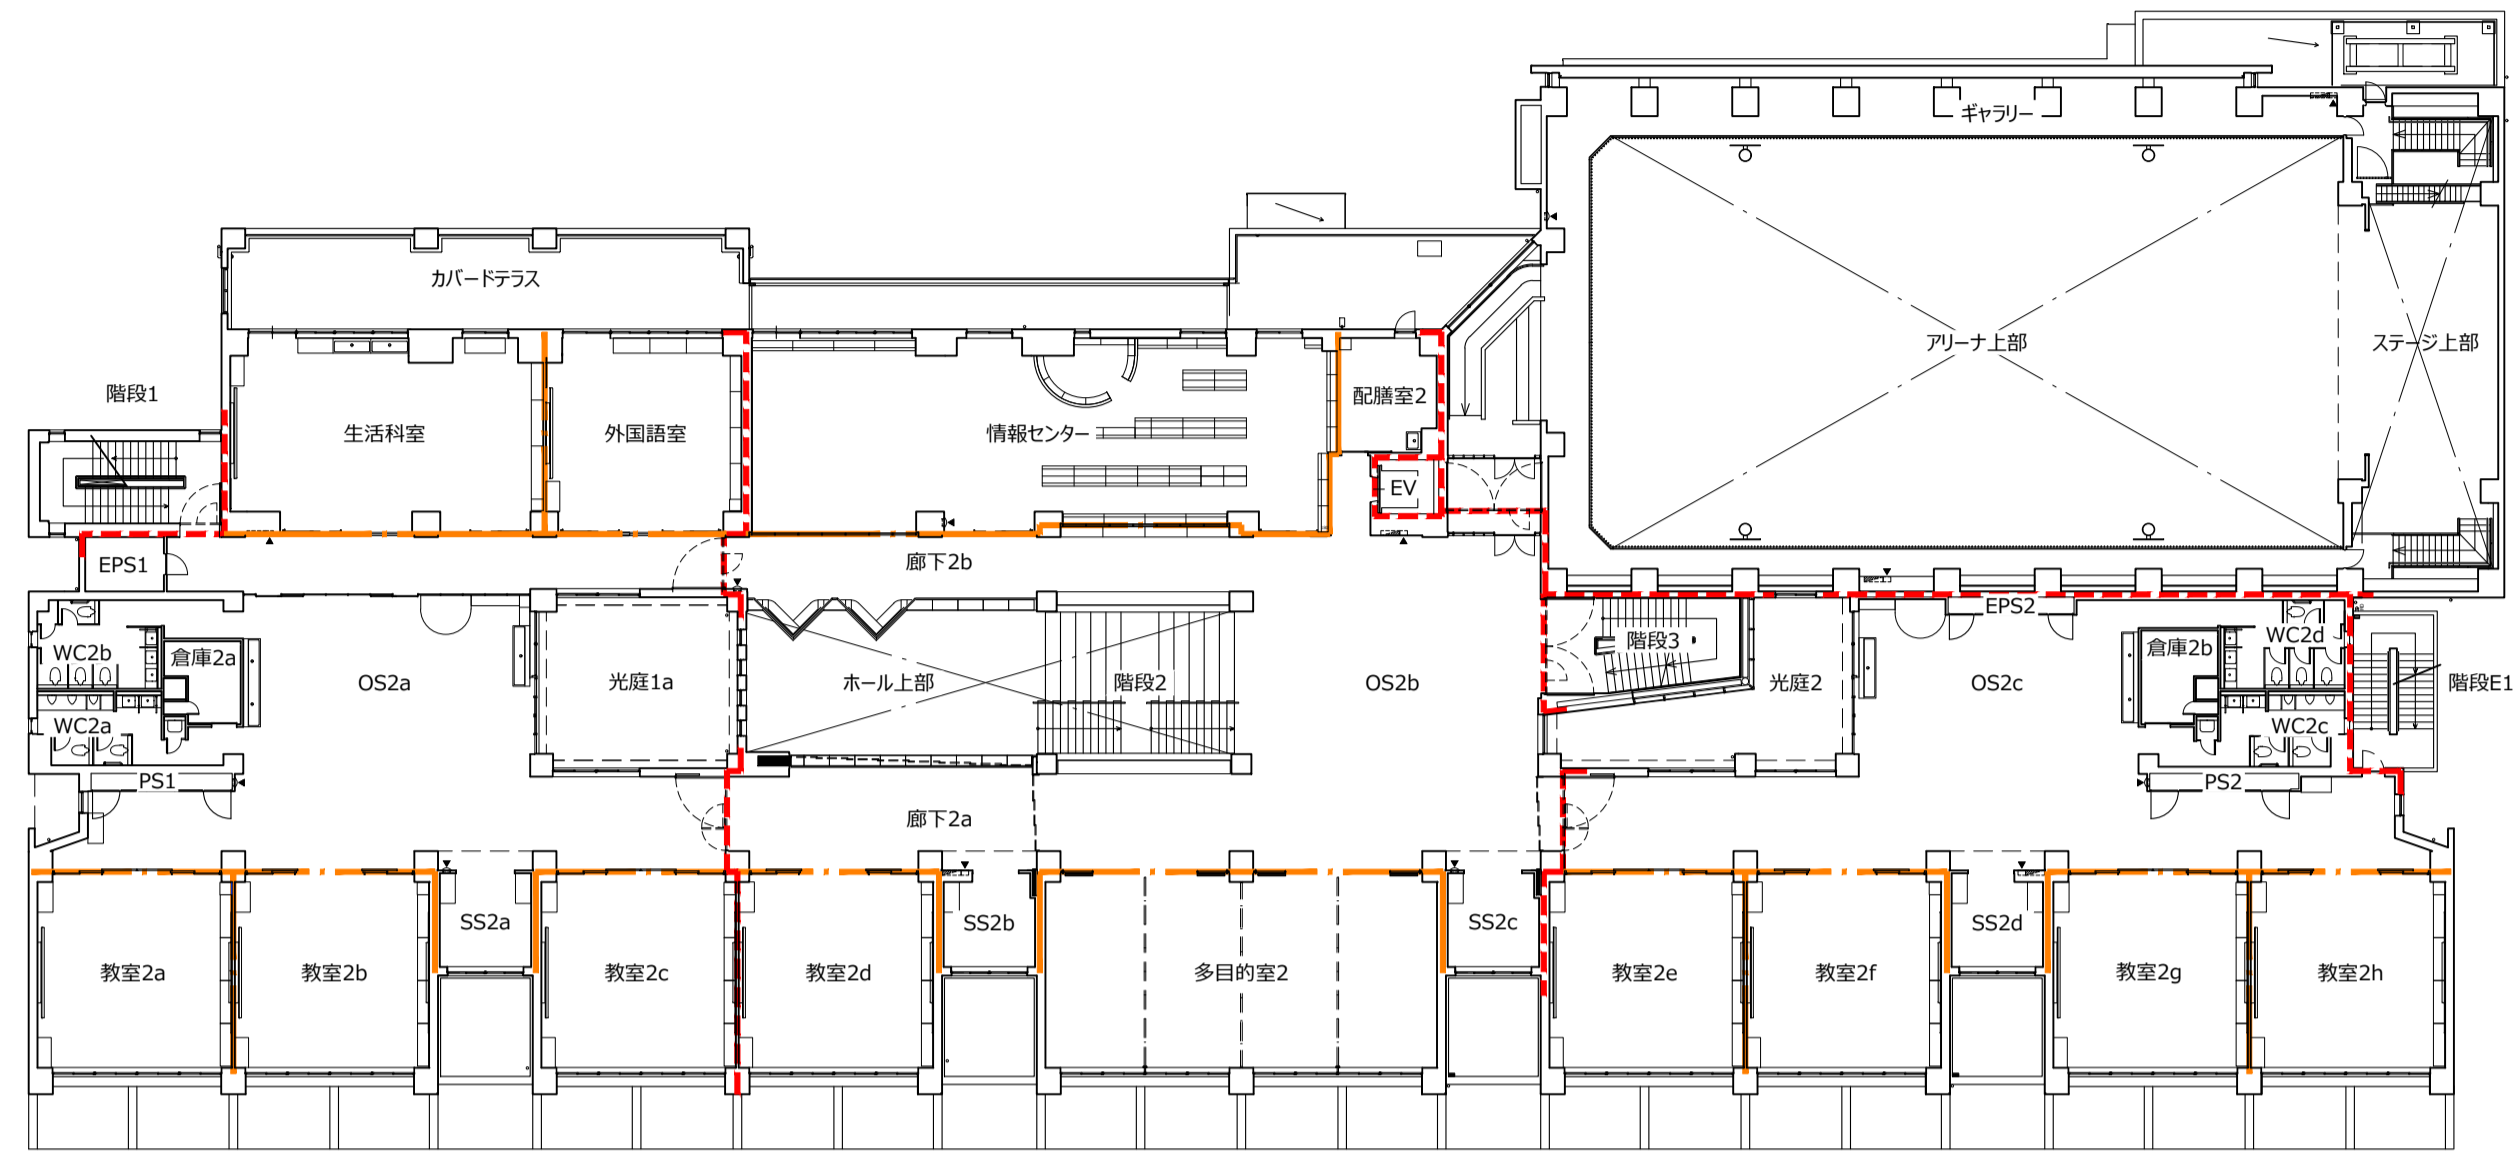 ギャラリー
カバードテラス
アリーナ上部
ステージ上部
階段1
生活科室
外国語室
情報センター
配膳室2
EV
EPS1
廊下2b
EPS2
WC2b
倉庫2a
OS2a
光庭1a
ホール上部
階段2
OS2b
階段3
光庭2
OS2c
倉庫2b
WC2d
階段E1
WC2a
WC2c
PS1
PS2
廊下2a
SS2a
SS2b
SS2c
SS2d
教室2a
教室2b
教室2c
教室2d
多目的室2
教室2e
教室2f
教室2g
教室2h